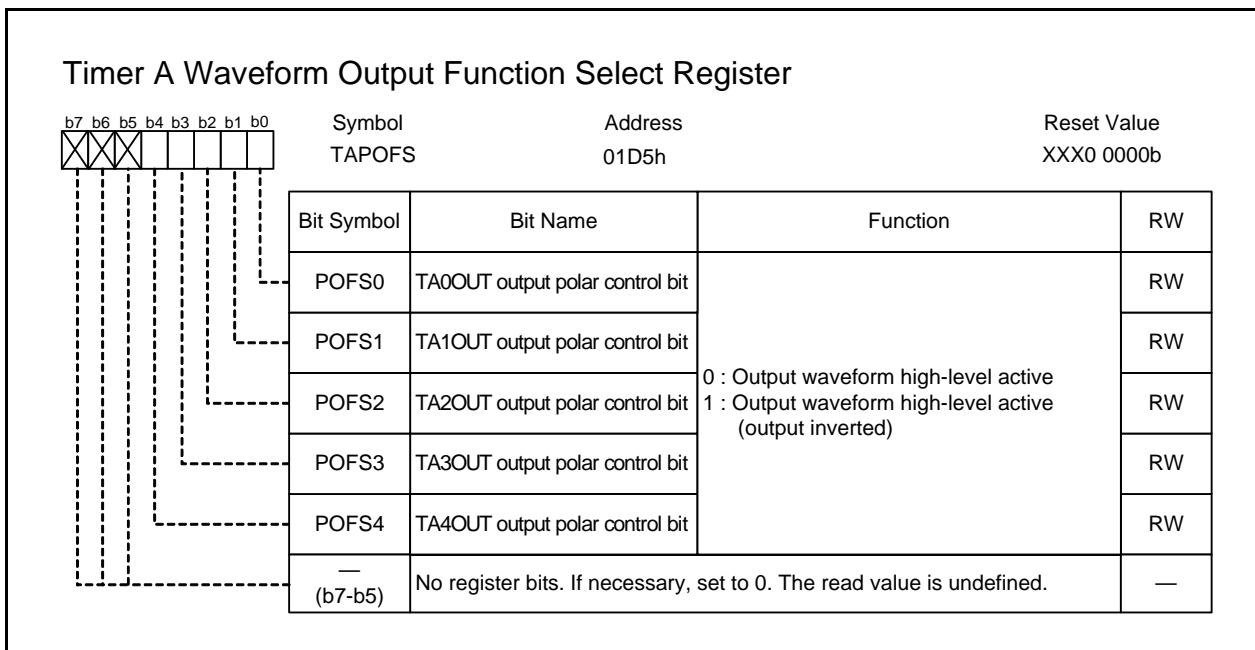 Timer A Waveform Output Function Select Register
b7 b6 b5 b4 b3 b2 b1 b0
Symbol Address Reset Value
TAPOFS 01D5h XXX0 0000b
Bit Symbol Bit Name Function RW
POFS0 TA0OUT output polar control bit RW
POFS1 TA1OUT output polar control bit RW
0 : Output waveform high-level active
POFS2 TA2OUT output polar control bit 1 : Output waveform high-level active RW
(output inverted)
POFS3 TA3OUT output polar control bit RW
POFS4 TA4OUT output polar control bit RW
—
(b7-b5) No register bits. If necessary, set to 0. The read value is undefined. —